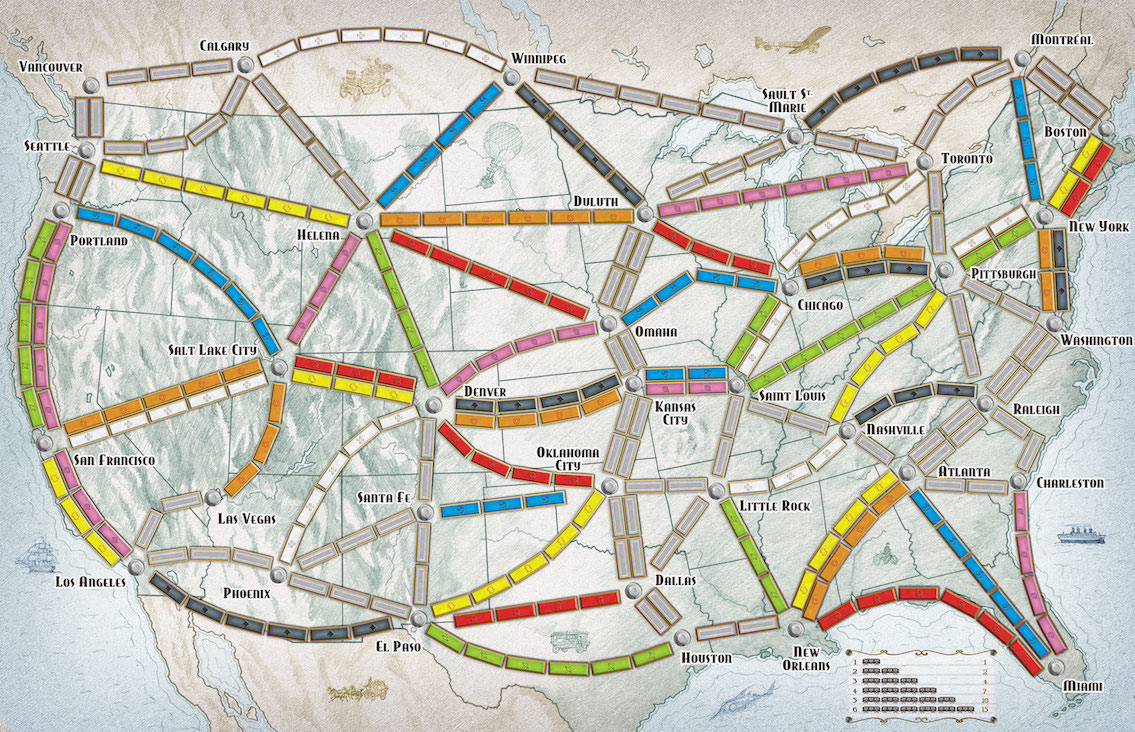 Calgary
Winnipeg
Montréal
Vancouver
Sault St.
Marie
Seattle
Boston
Toronto
Duluth
Portland
Helena
New York
Pittsburgh
Chicago
Omaha
Washington
Salt Lake City
Denver
Kansas
City
Saint Louis
Raleigh
Nashville
San Francisco
Oklahoma
City
Santa Fe
Atlanta
Charleston
Las Vegas
Little Rock
Los Angeles
Phoenix
Dallas
El Paso
Houston
New
Orleans
Miami
1 1
2 2
3 4
4 7
5 10
6 15